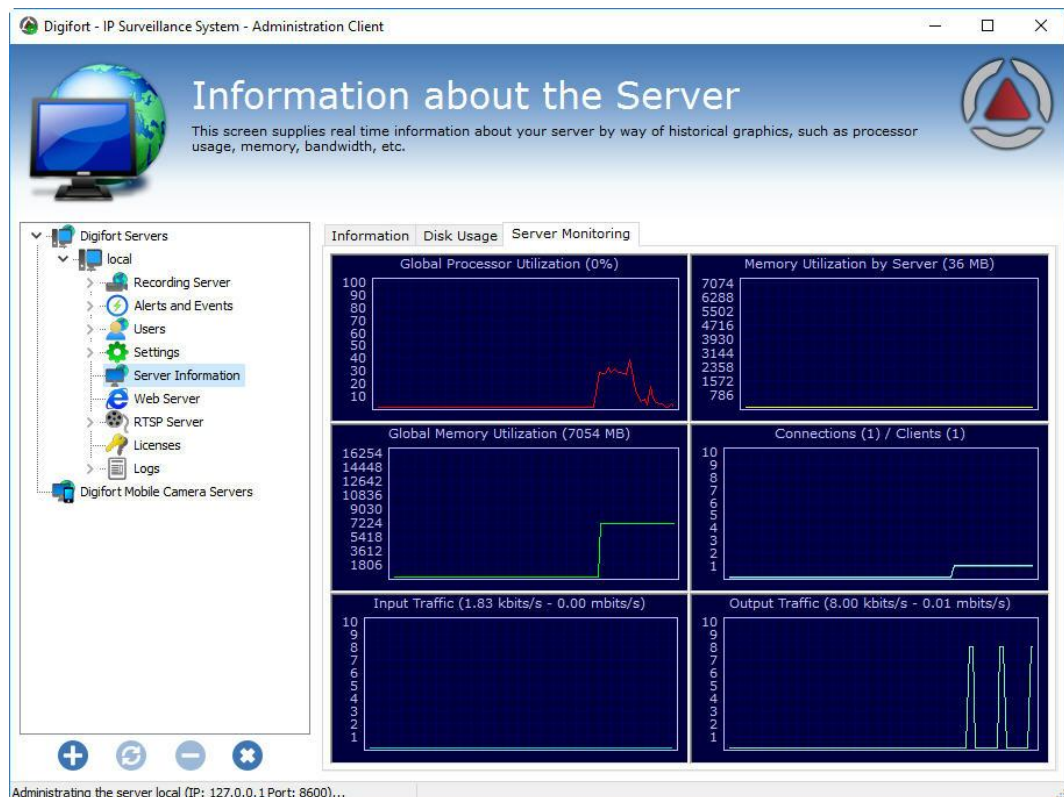 Digifort - IP Surveillance System - Administration Client
Information about the Server
This screen supplies real time information about your server by way of historical graphics, such as processor
usage, memory, bandwidth, etc.
Digifort Servers
local
Recording Server
Alerts and Events
Users
Settings
Server Information
Web Server
RTSP Server
Licenses
Logs
Digifort Mobile Camera Servers
Information Disk Usage Server Monitoring
Global Processor Utilization (0%)
100
90
80
70
60
50
40
30
20
10
Memory Utilization by Server (36 MB)
7074
6288
5502
4716
3930
3144
2358
1572
786
Global Memory Utilization (7054 MB)
16254
14448
12642
10836
9030
7224
5418
3612
1806
Connections (1) / Clients (1)
10
9
8
7
6
5
4
3
2
1
Input Traffic (1.83 kbits/s - 0.00 mbits/s)
10
9
8
7
6
5
4
3
2
1
Output Traffic (8.00 kbits/s - 0.01 mbits/s)
10
9
8
7
6
5
4
3
2
1
Administrating the server local (IP: 127.0.0.1 Port: 8600)...